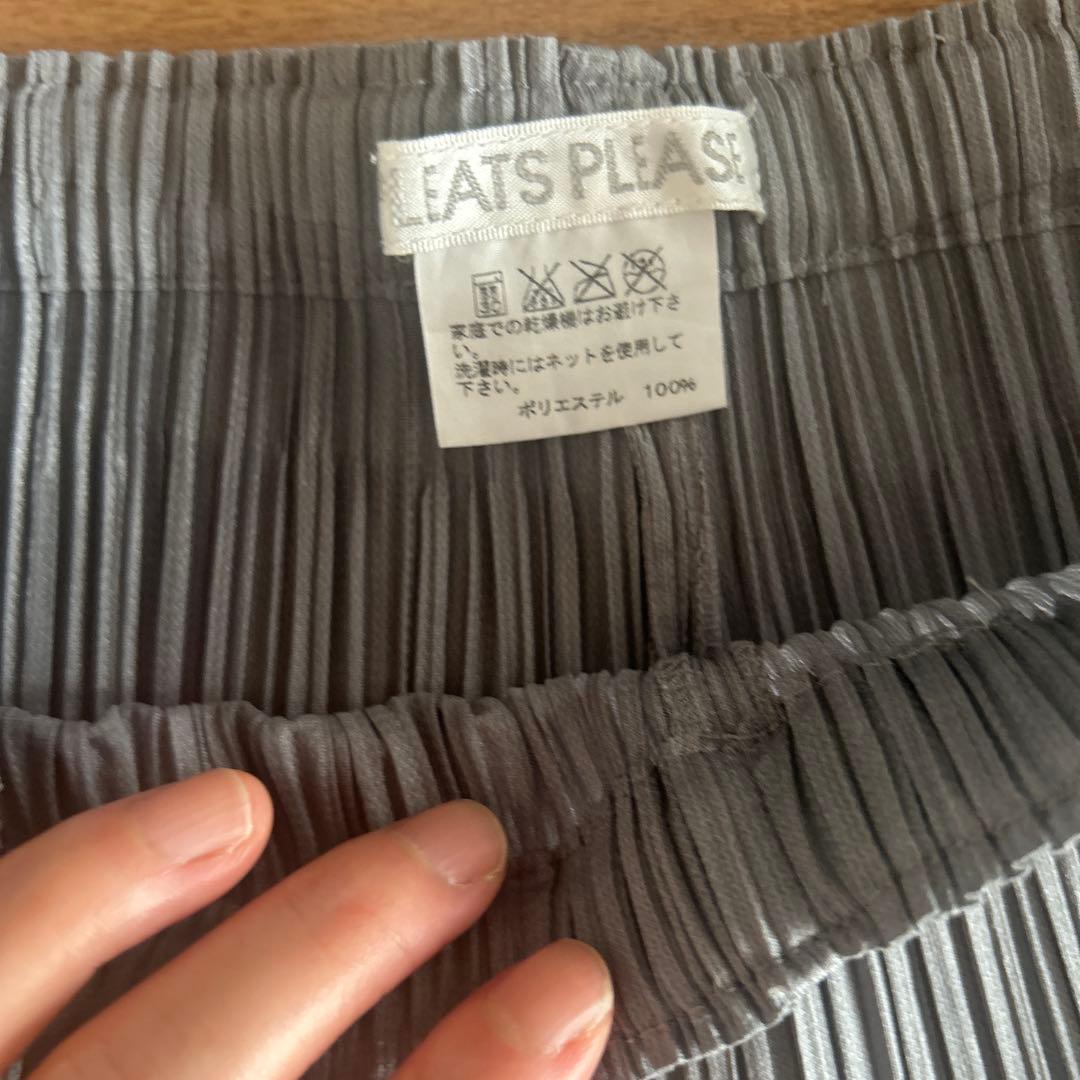 LEATS PLEASE
家庭での乾燥機はお避け下さ
い。
洗濯時にはネットを使用して
下さい。
ポリエステル 100%